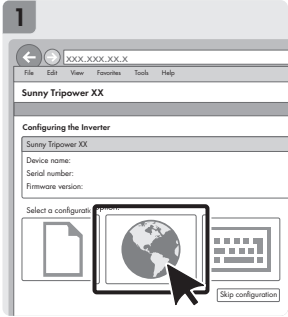 1
xxx.xxx.xx.x
File Edit View Favorites Tools Help
Sunny Tripower XX
Configuring the Inverter
Sunny Tripower XX
Device name:
Serial number:
Firmware version:
Select a configuration option:
Skip configuration